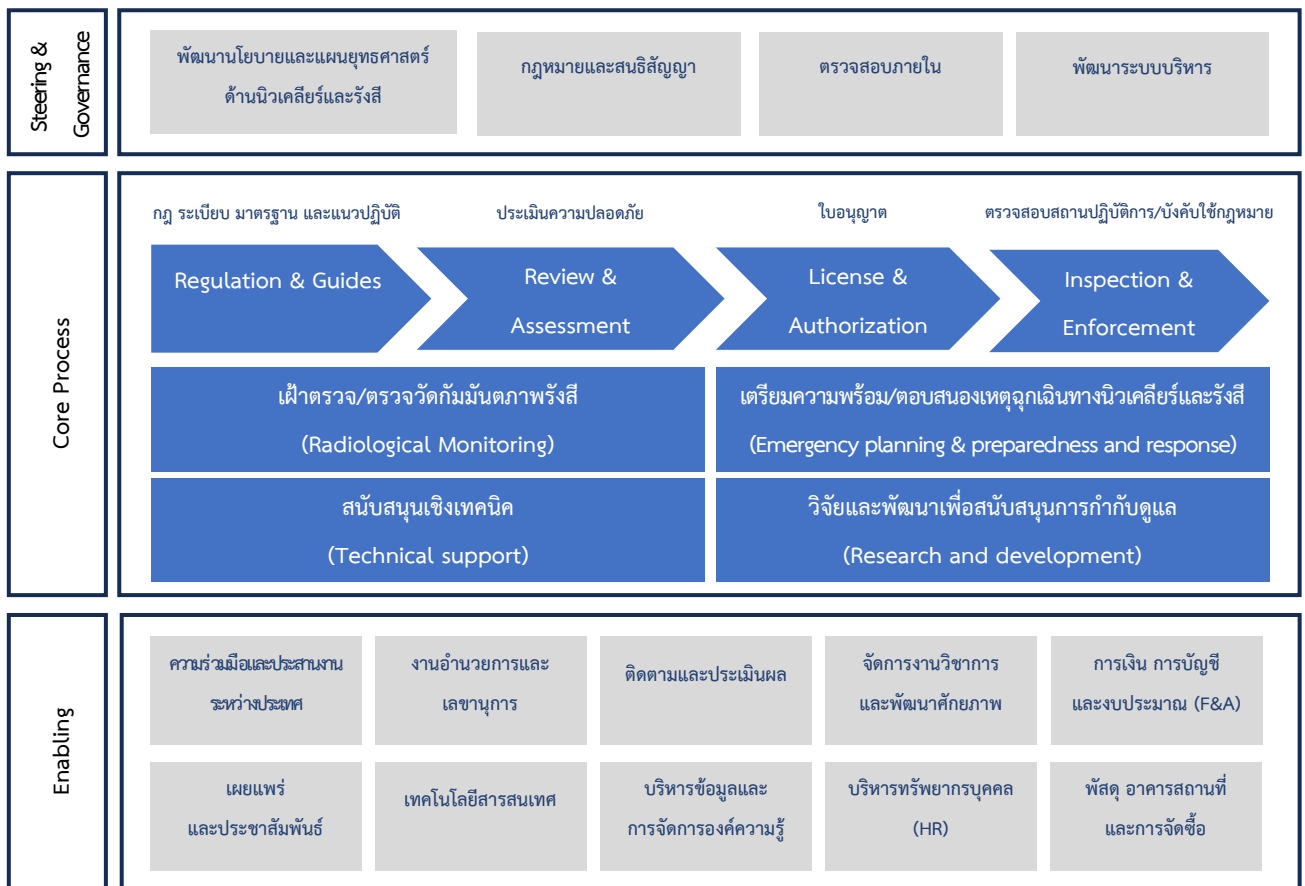 Steering &
Governance
พัฒนานโยบายและแผนยุทธศาสตร์
ด้านนิวเคลียร์และรังสี
กฎหมายและสนธิสัญญา
ตรวจสอบภายใน
พัฒนาระบบบริหาร
Core Process
กฎ ระเบียบ มาตรฐาน และแนวปฏิบัติ
ประเมินความปลอดภัย
ใบอนุญาต
ตรวจสอบสถานปฏิบัติการ/บังคับใช้กฎหมาย
Regulation & Guides
Review &
Assessment
License &
Authorization
Inspection &
Enforcement
เฝ้าตรวจ/ตรวจวัดกัมมันตภาพรังสี
(Radiological Monitoring)
เตรียมความพร้อม/ตอบสนองเหตุฉุกเฉินทางนิวเคลียร์และรังสี
(Emergency planning & preparedness and response)
สนับสนุนเชิงเทคนิค
(Technical support)
วิจัยและพัฒนาเพื่อสนับสนุนการกำกับดูแล
(Research and development)
Enabling
ความร่วมมือและประสานงาน
ระหว่างประเทศ
งานอำนวยการและ
เลขานุการ
ติดตามและประเมินผล
จัดการงานวิชาการ
และพัฒนาศักยภาพ
การเงิน การบัญชี
และงบประมาณ (F&A)
เผยแพร่
และประชาสัมพันธ์
เทคโนโลยีสารสนเทศ
บริหารข้อมูลและ
การจัดการองค์ความรู้
บริหารทรัพยากรบุคคล
(HR)
พัสดุ อาคารสถานที่
และการจัดซื้อ